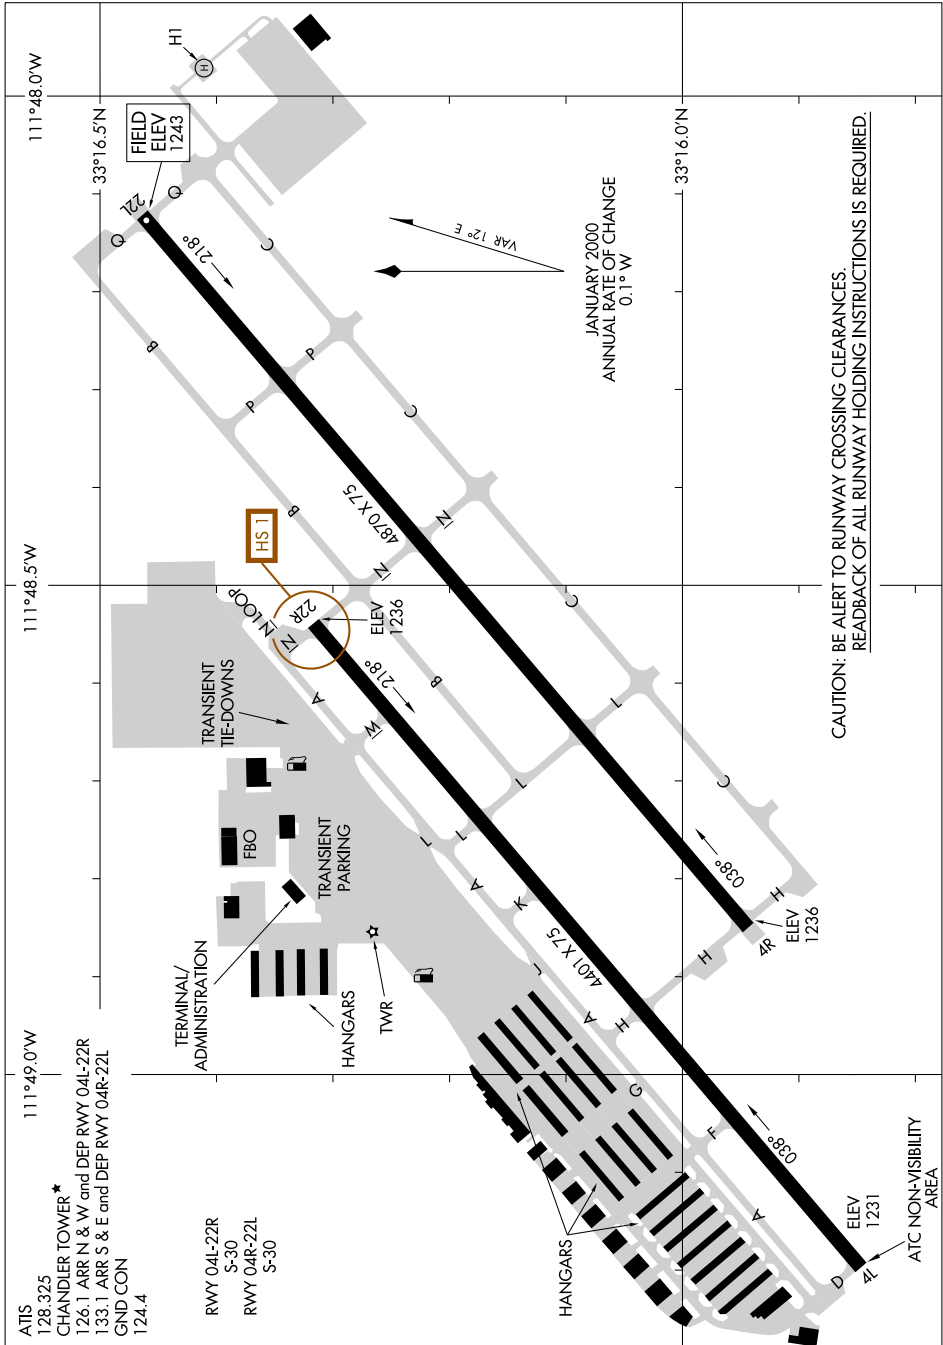 ATIS
128.325
CHANDLER TOWER★
126.1 ARR N & W and DEP RWY 04L-22R
133.1 ARR S & E and DEP RWY 04R-22L
GND CON
124.4
RWY 04L-22R
S-30
RWY 04R-22L
S-30
111°49.0'W
111°48.5'W
111°48.0'W
33°16.5'N
33°16.0'N
H1
H
FIELD
ELEV
1243
22L
218°
Q
Q
C
B
P
P
C
B
HS 1
N LOOP
N
22R
ELEV
1236
N
N
4870 X 75
C
A
218°
B
W
L
L
L
L
C
A
K
J
4401 X 75
A
H
H
H
038°
4R
ELEV
1236
G
F
A
038°
D
4L
ELEV
1231
ATC NON-VISIBILITY
AREA
TRANSIENT
TIE-DOWNS
FBO
TRANSIENT
PARKING
TERMINAL/
ADMINISTRATION
HANGARS
TWR
HANGARS
VAR 12° E
JANUARY 2000
ANNUAL RATE OF CHANGE
0.1° W
CAUTION: BE ALERT TO RUNWAY CROSSING CLEARANCES.
READBACK OF ALL RUNWAY HOLDING INSTRUCTIONS IS REQUIRED.